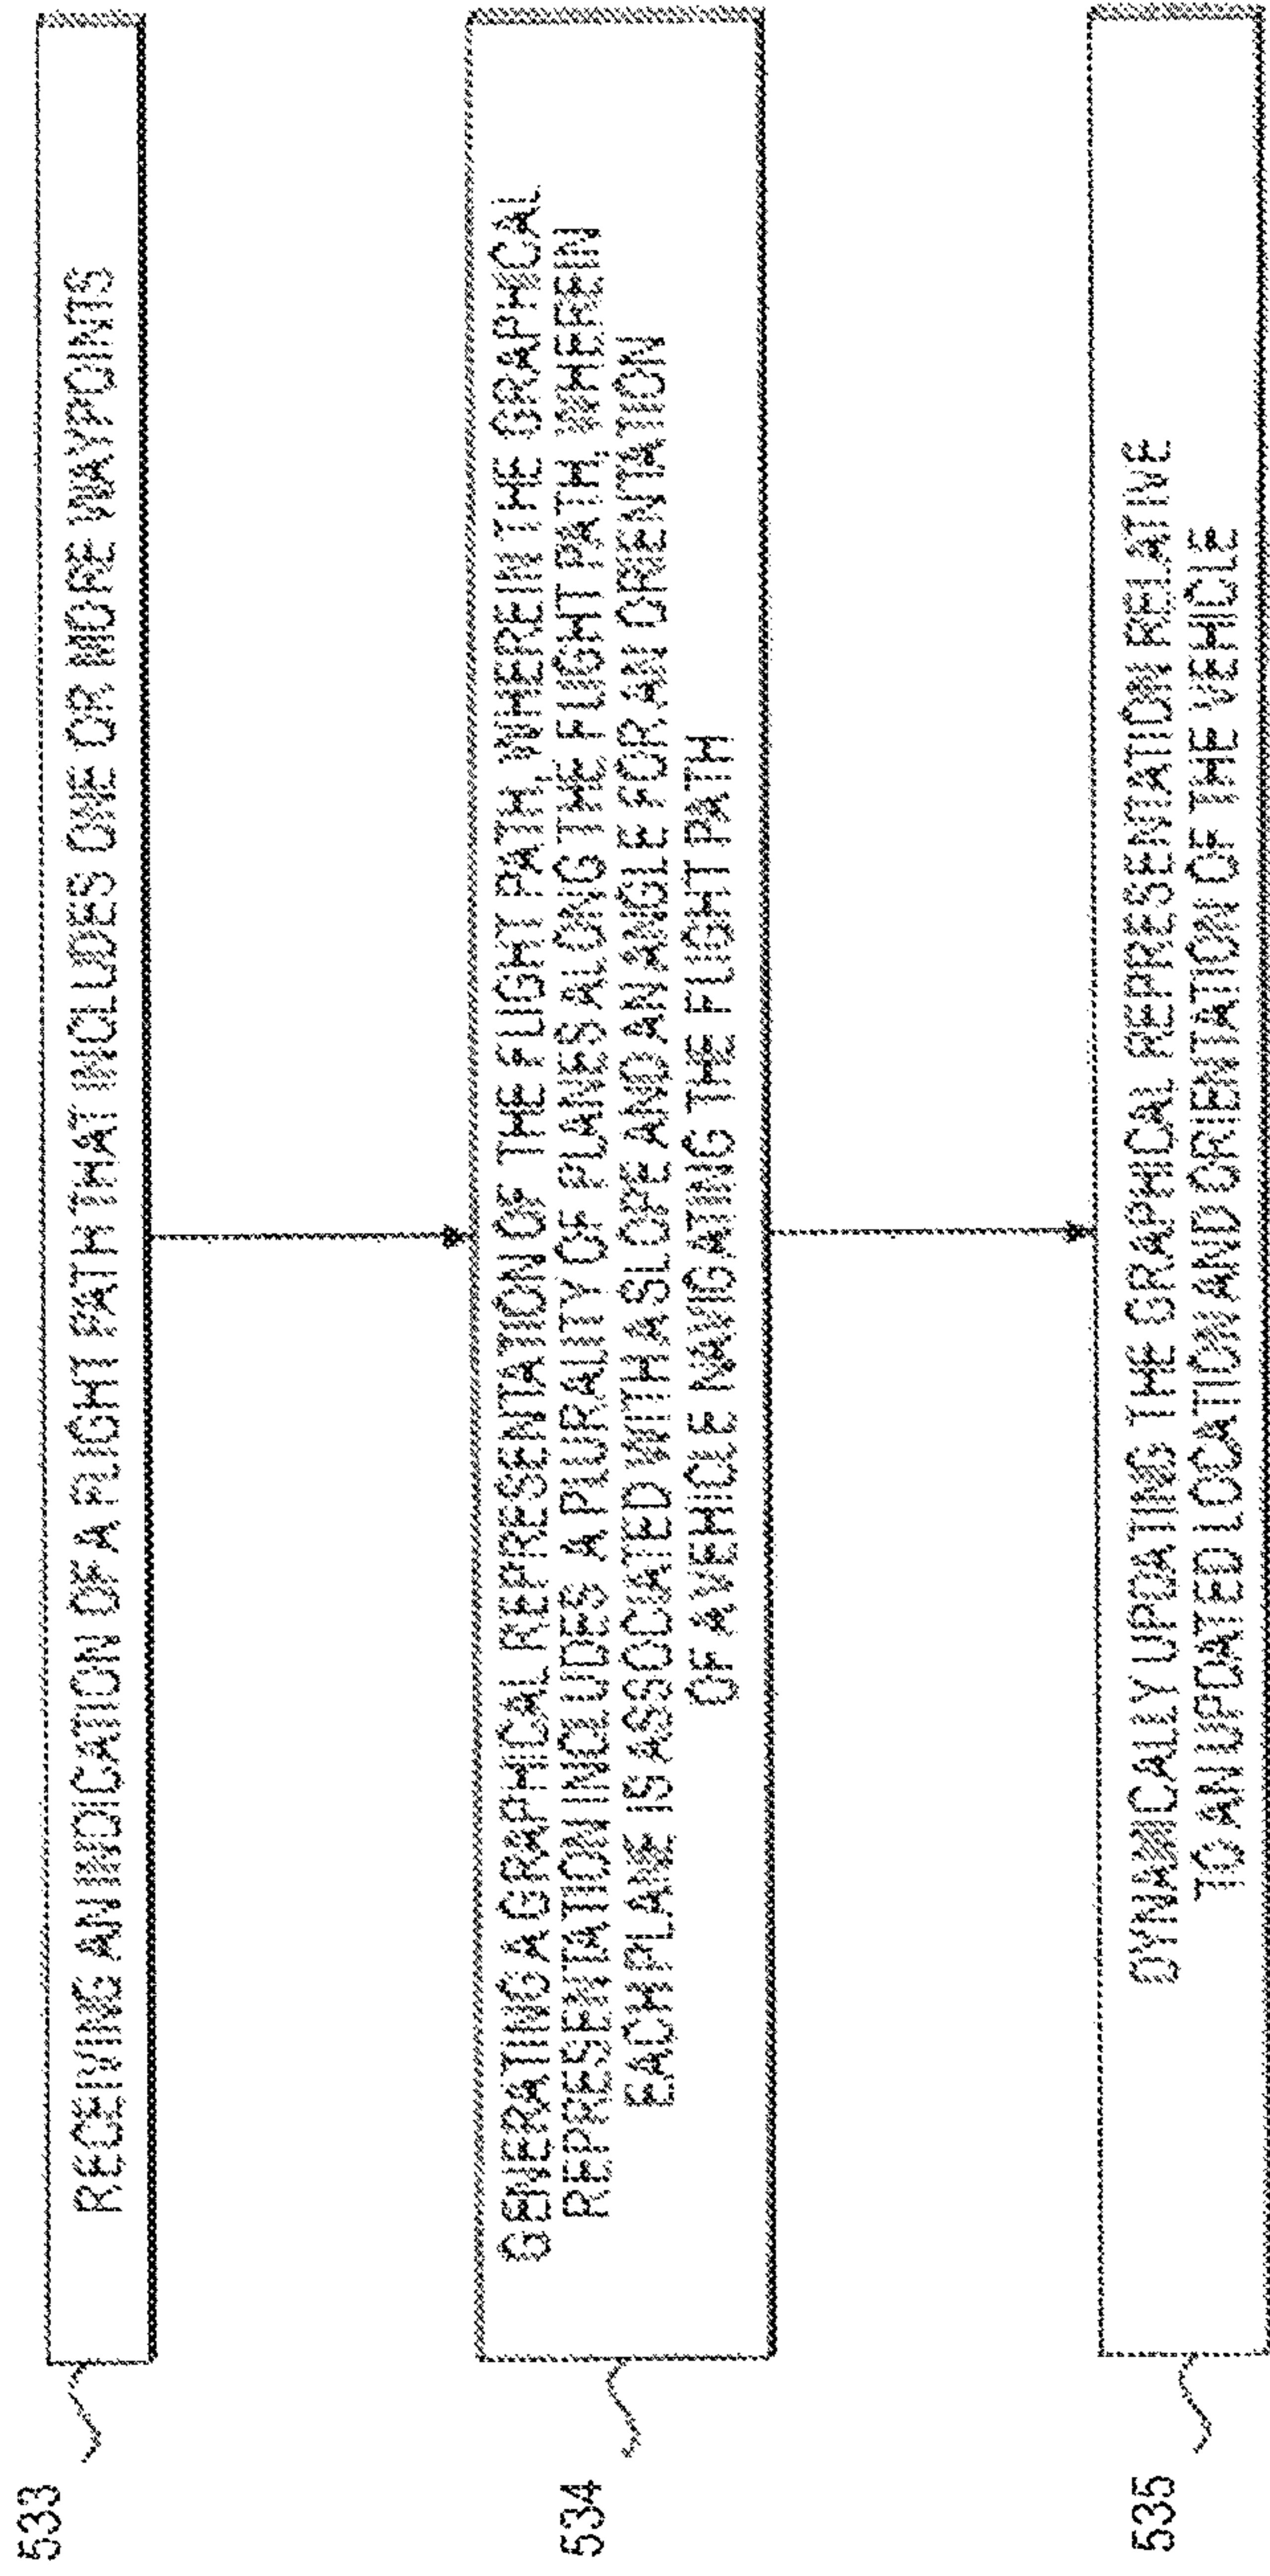 533
RECEIVING AN INDICATION OF A FLIGHT PATH THAT INCLUDES ONE OR MORE WAYPOINTS
534
GENERATING A GRAPHICAL REPRESENTATION OF THE FLIGHT PATH, WHEREIN THE GRAPHICAL
REPRESENTATION INCLUDES A PLURALITY OF PLANES ALONG THE FLIGHT PATH, WHEREIN
EACH PLANE IS ASSOCIATED WITH A SLOPE AND AN ANGLE FOR AN ORIENTATION
OF A VEHICLE NAVIGATING THE FLIGHT PATH
535
DYNAMICALLY UPDATING THE GRAPHICAL REPRESENTATION RELATIVE
TO AN UPDATED LOCATION AND ORIENTATION OF THE VEHICLE